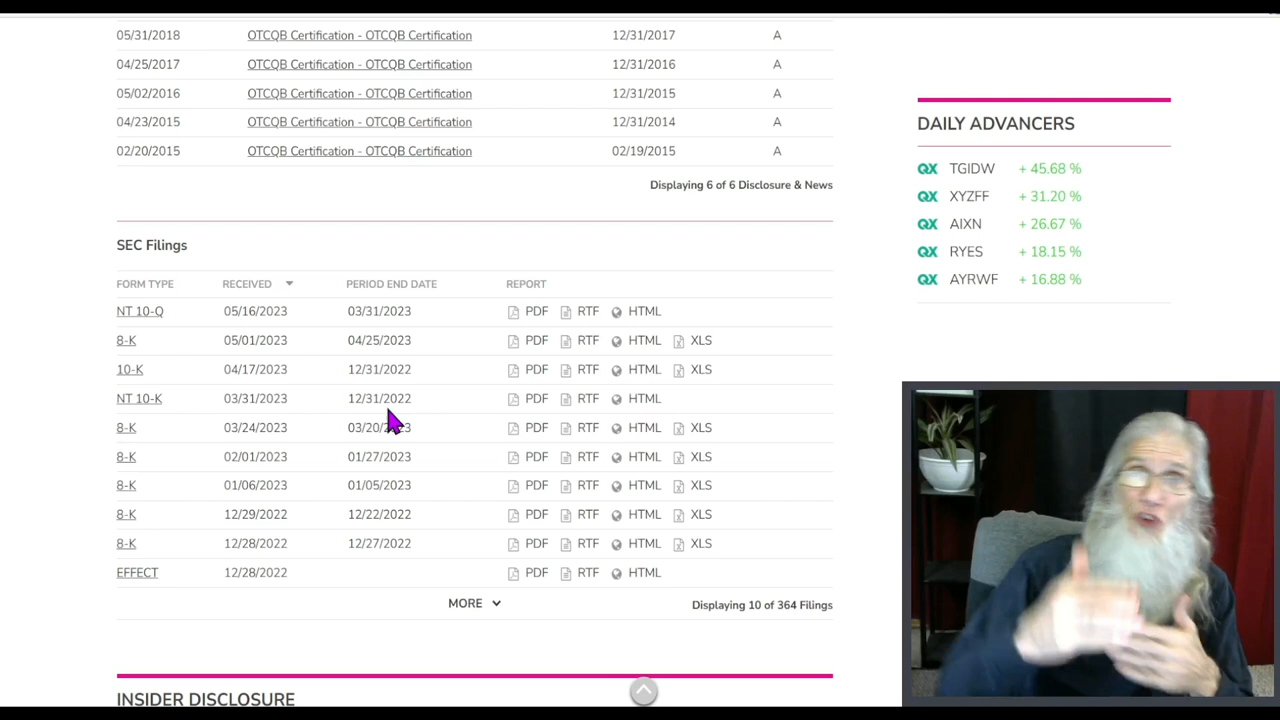 05/31/2018 OTCQB Certification - OTCQB Certification 12/31/2017 A
04/25/2017 OTCQB Certification - OTCQB Certification 12/31/2016 A
05/02/2016 OTCQB Certification - OTCQB Certification 12/31/2015 A
04/23/2015 OTCQB Certification - OTCQB Certification 12/31/2014 A
02/20/2015 OTCQB Certification - OTCQB Certification 02/19/2015 A
Displaying 6 of 6 Disclosure & News
SEC Filings
FORM TYPE RECEIVED PERIOD END DATE REPORT
NT 10-Q 05/16/2023 03/31/2023 PDF RTF HTML
8-K 05/01/2023 04/25/2023 PDF RTF HTML XLS
10-K 04/17/2023 12/31/2022 PDF RTF HTML XLS
NT 10-K 03/31/2023 12/31/2022 PDF RTF HTML
8-K 03/24/2023 03/20/2023 PDF RTF HTML XLS
8-K 02/01/2023 01/27/2023 PDF RTF HTML XLS
8-K 01/06/2023 01/05/2023 PDF RTF HTML XLS
8-K 12/29/2022 12/22/2022 PDF RTF HTML XLS
8-K 12/28/2022 12/27/2022 PDF RTF HTML XLS
EFFECT 12/28/2022 PDF RTF HTML
MORE Displaying 10 of 364 Filings
INSIDER DISCLOSURE
DAILY ADVANCERS
QX TGIDW + 45.68 %
QX XYZFF + 31.20 %
QX AIXN + 26.67 %
QX RYES + 18.15 %
QX AYRWF + 16.88 %